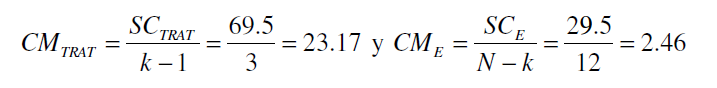 CM_TRAT = SC_TRAT / (k − 1) = 69.5 / 3 = 23.17 y CM_E = SC_E / (N − k) = 29.5 / 12 = 2.46